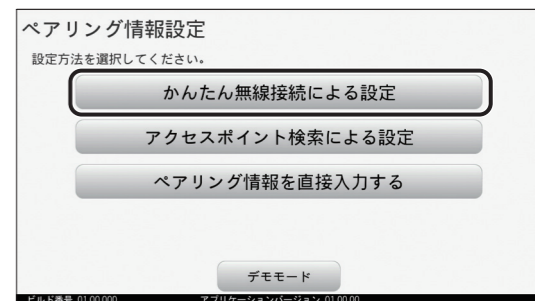 ペアリング情報設定
設定方法を選択してください。
かんたん無線接続による設定
アクセスポイント検索による設定
ペアリング情報を直接入力する
デモモード
ビルド番号 01.00.000 アプリケーションバージョン 01.00.00